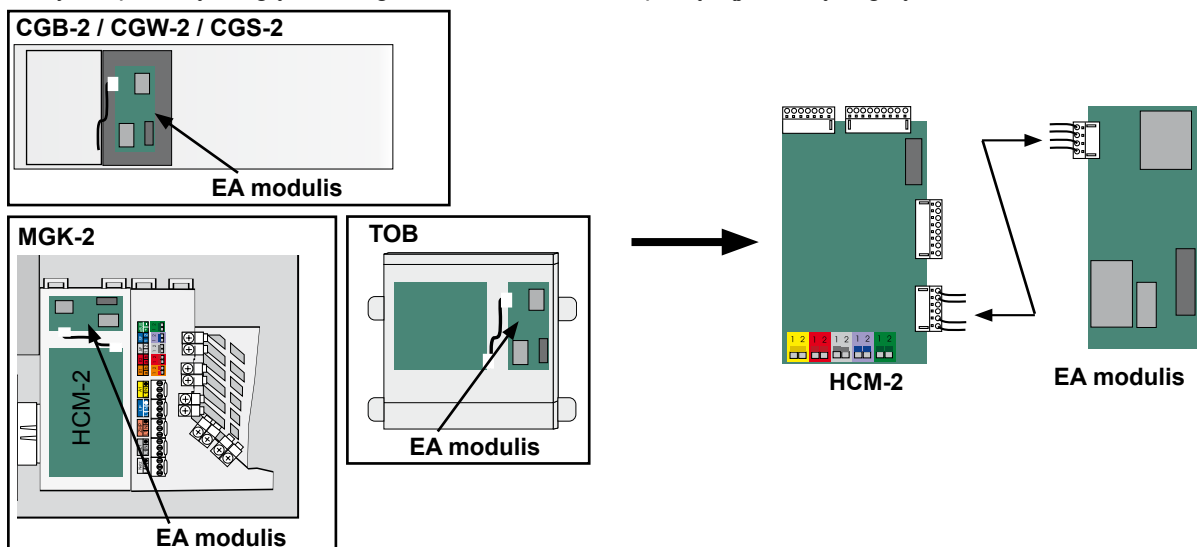 CGB-2 / CGW-2 / CGS-2
EA modulis
MGK-2
HCM-2
EA modulis
TOB
EA modulis
1 2 1 2 1 2 1 2 1 2
HCM-2
EA modulis